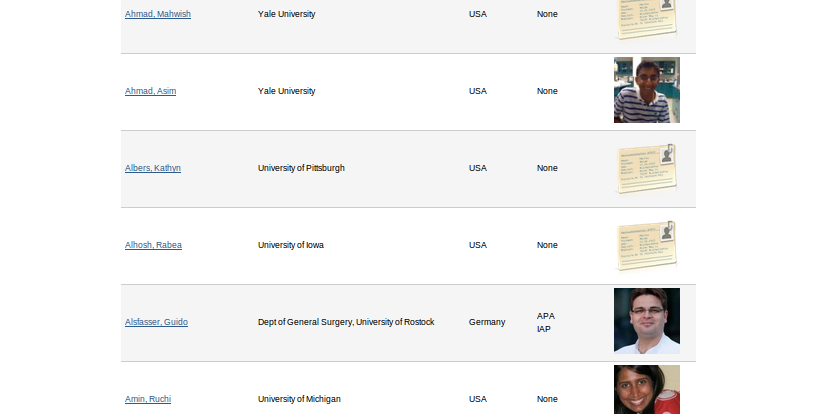 Ahmad, Mahwish Yale University USA None
Ahmad, Asim Yale University USA None
Albers, Kathyn University of Pittsburgh USA None
Alhosh, Rabea University of Iowa USA None
Alsfasser, Guido Dept of General Surgery, University of Rostock Germany APA
IAP
Amin, Ruchi University of Michigan USA None